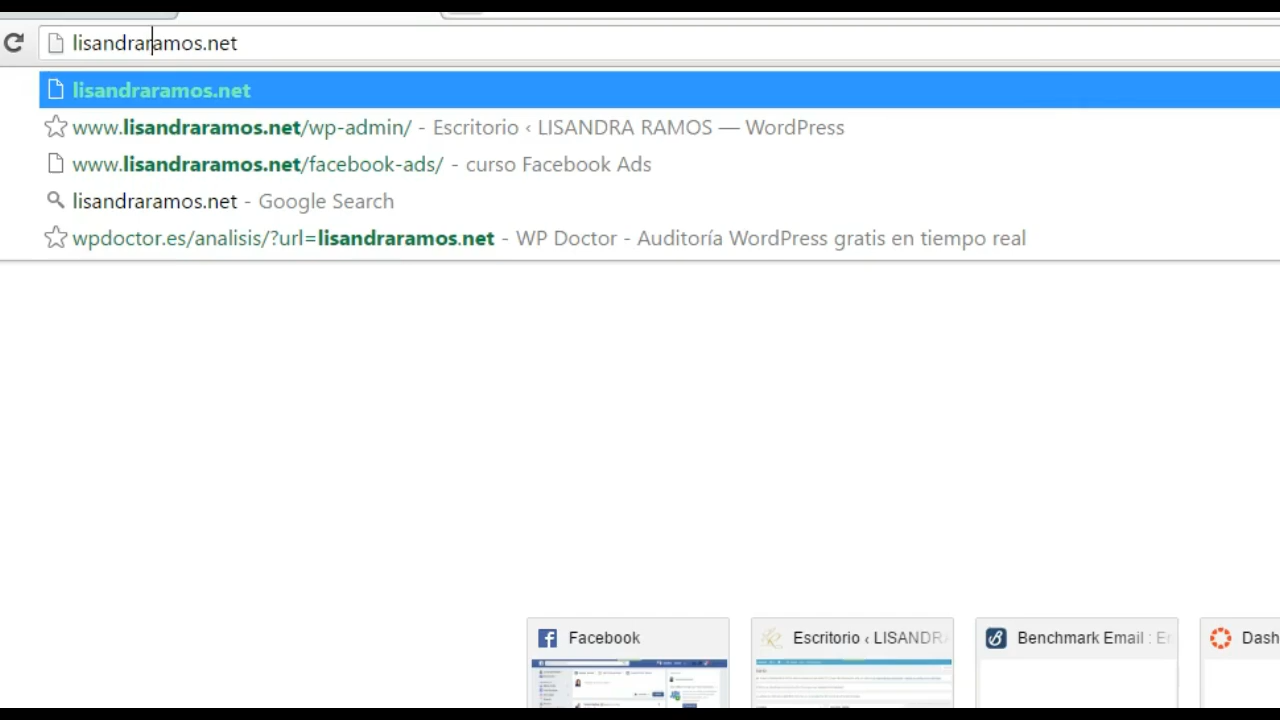 lisandraramos.net
lisandraramos.net
www.lisandraramos.net/wp-admin/ - Escritorio ‹ LISANDRA RAMOS — WordPress
www.lisandraramos.net/facebook-ads/ - curso Facebook Ads
lisandraramos.net - Google Search
wpdoctor.es/analisis/?url=lisandraramos.net - WP Doctor - Auditoría WordPress gratis en tiempo real
Facebook Escritorio ‹ LISANDRA Benchmark Email : En Dash